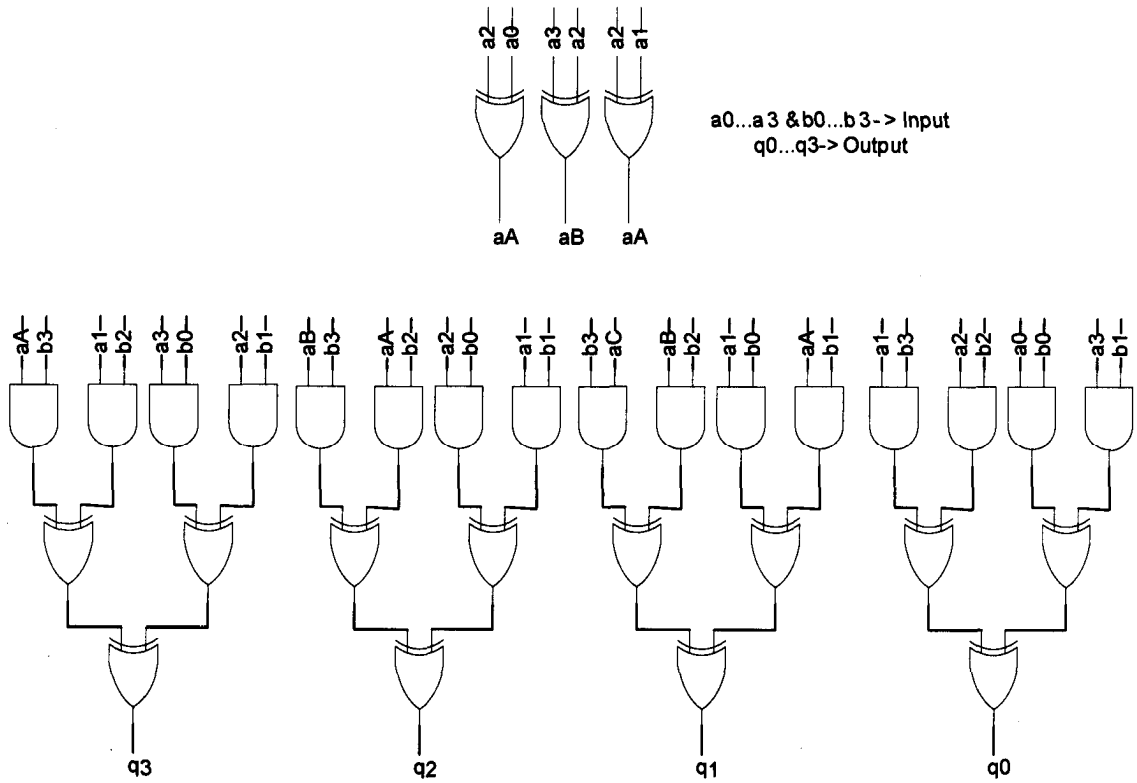 a2 a0 a3 a2 a2 a1
a0...a3 &b0...b3-> Input
q0...q3-> Output
aA aB aA
aA b3 a1 b2 a3 b0 a2 b1 aB b3 aA b2 a2 b0 a1 b1 b3 aC aB b2 a1 b0 aA b1 a1 b3 a2 b2 a0 b0 a3 b1
q3 q2 q1 q0